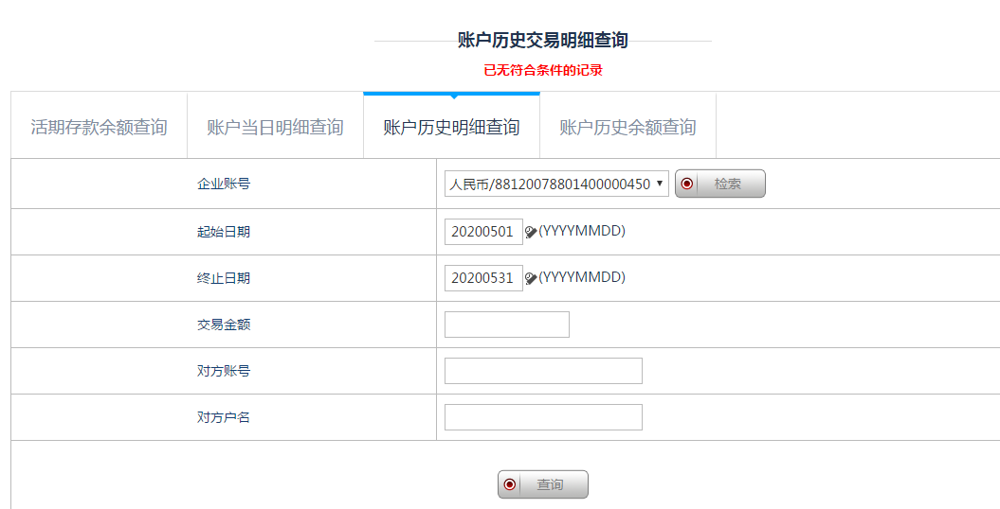 账户历史交易明细查询
已无符合条件的记录
活期存款余额查询 账户当日明细查询 账户历史明细查询 账户历史余额查询
企业账号 人民币/88120078801400000450 检索
起始日期 20200501 (YYYYMMDD)
终止日期 20200531 (YYYYMMDD)
交易金额
对方账号
对方户名
查询